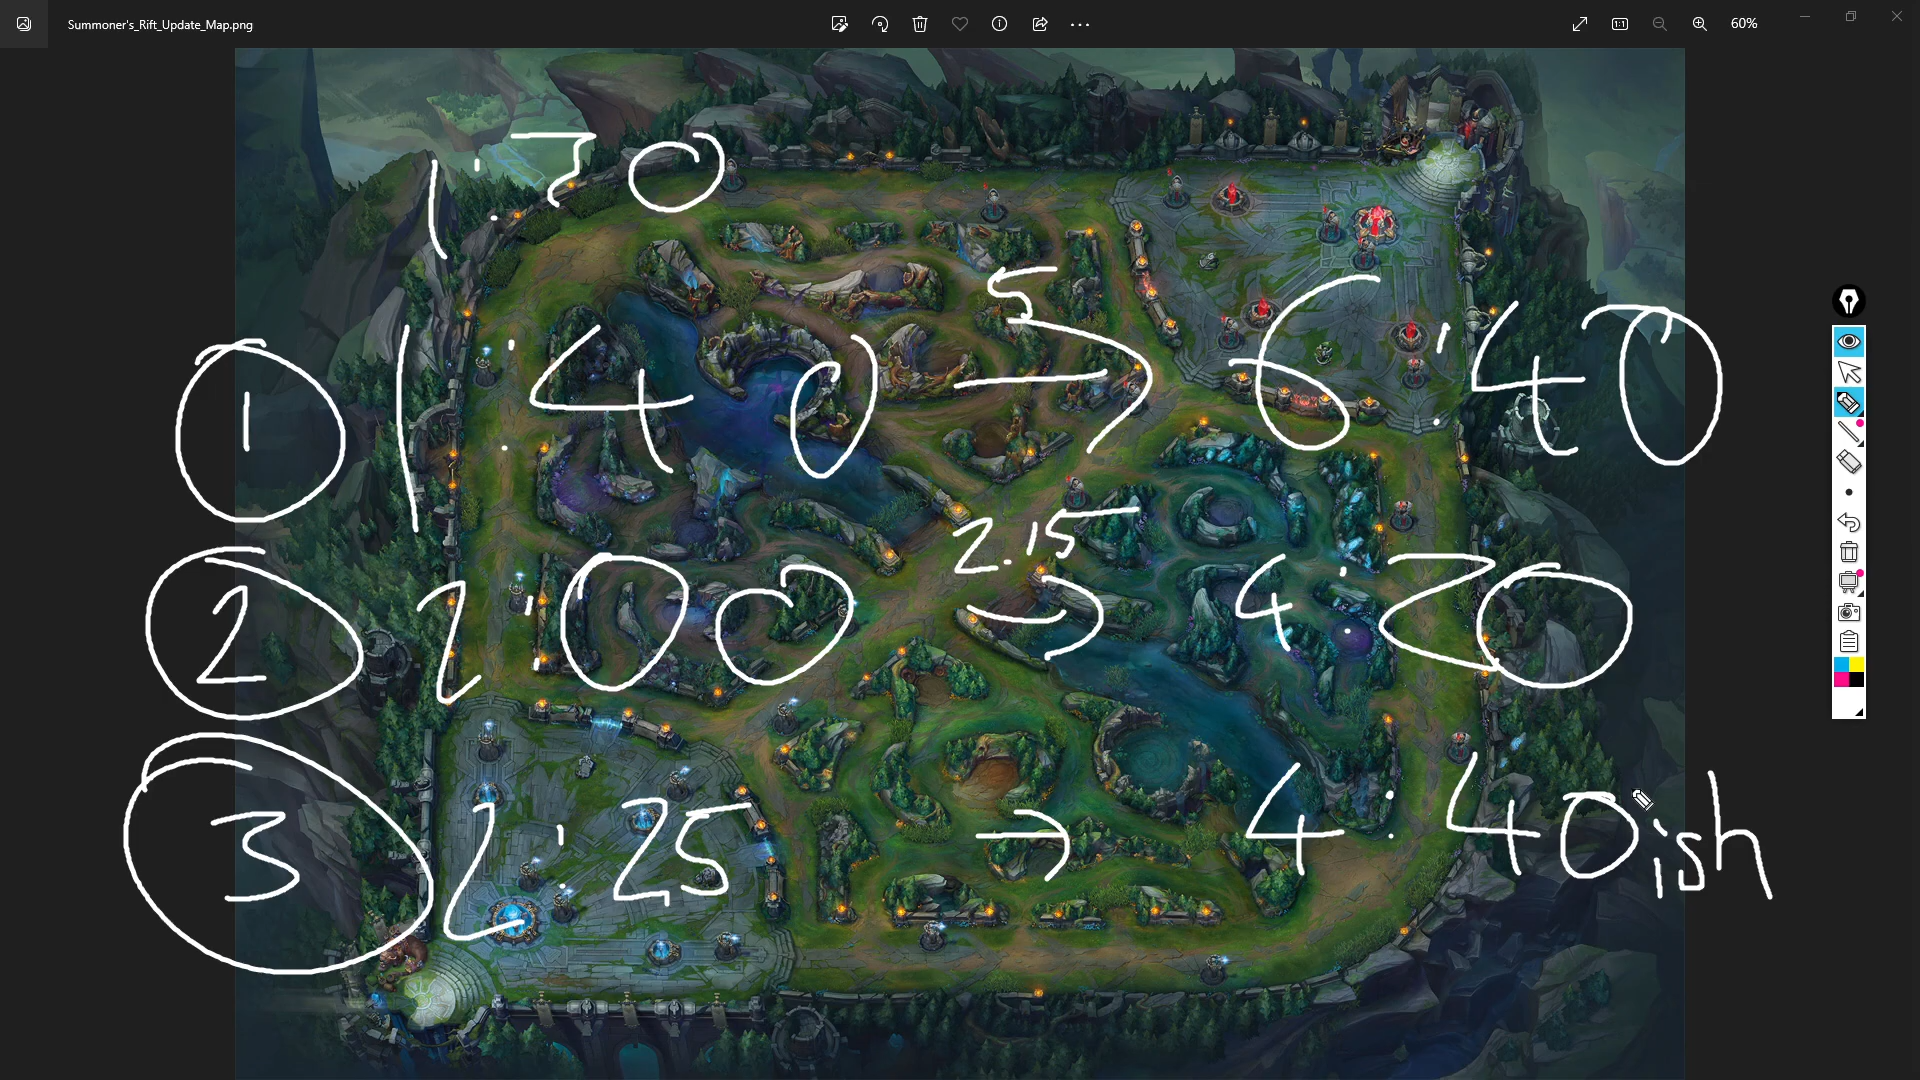 Summoner's_Rift_Update_Map.png
60%
1:30
5
1 1:40 → 6:40
2.15
2 2:00 → 4:20
3 2:25 → 4:40ish